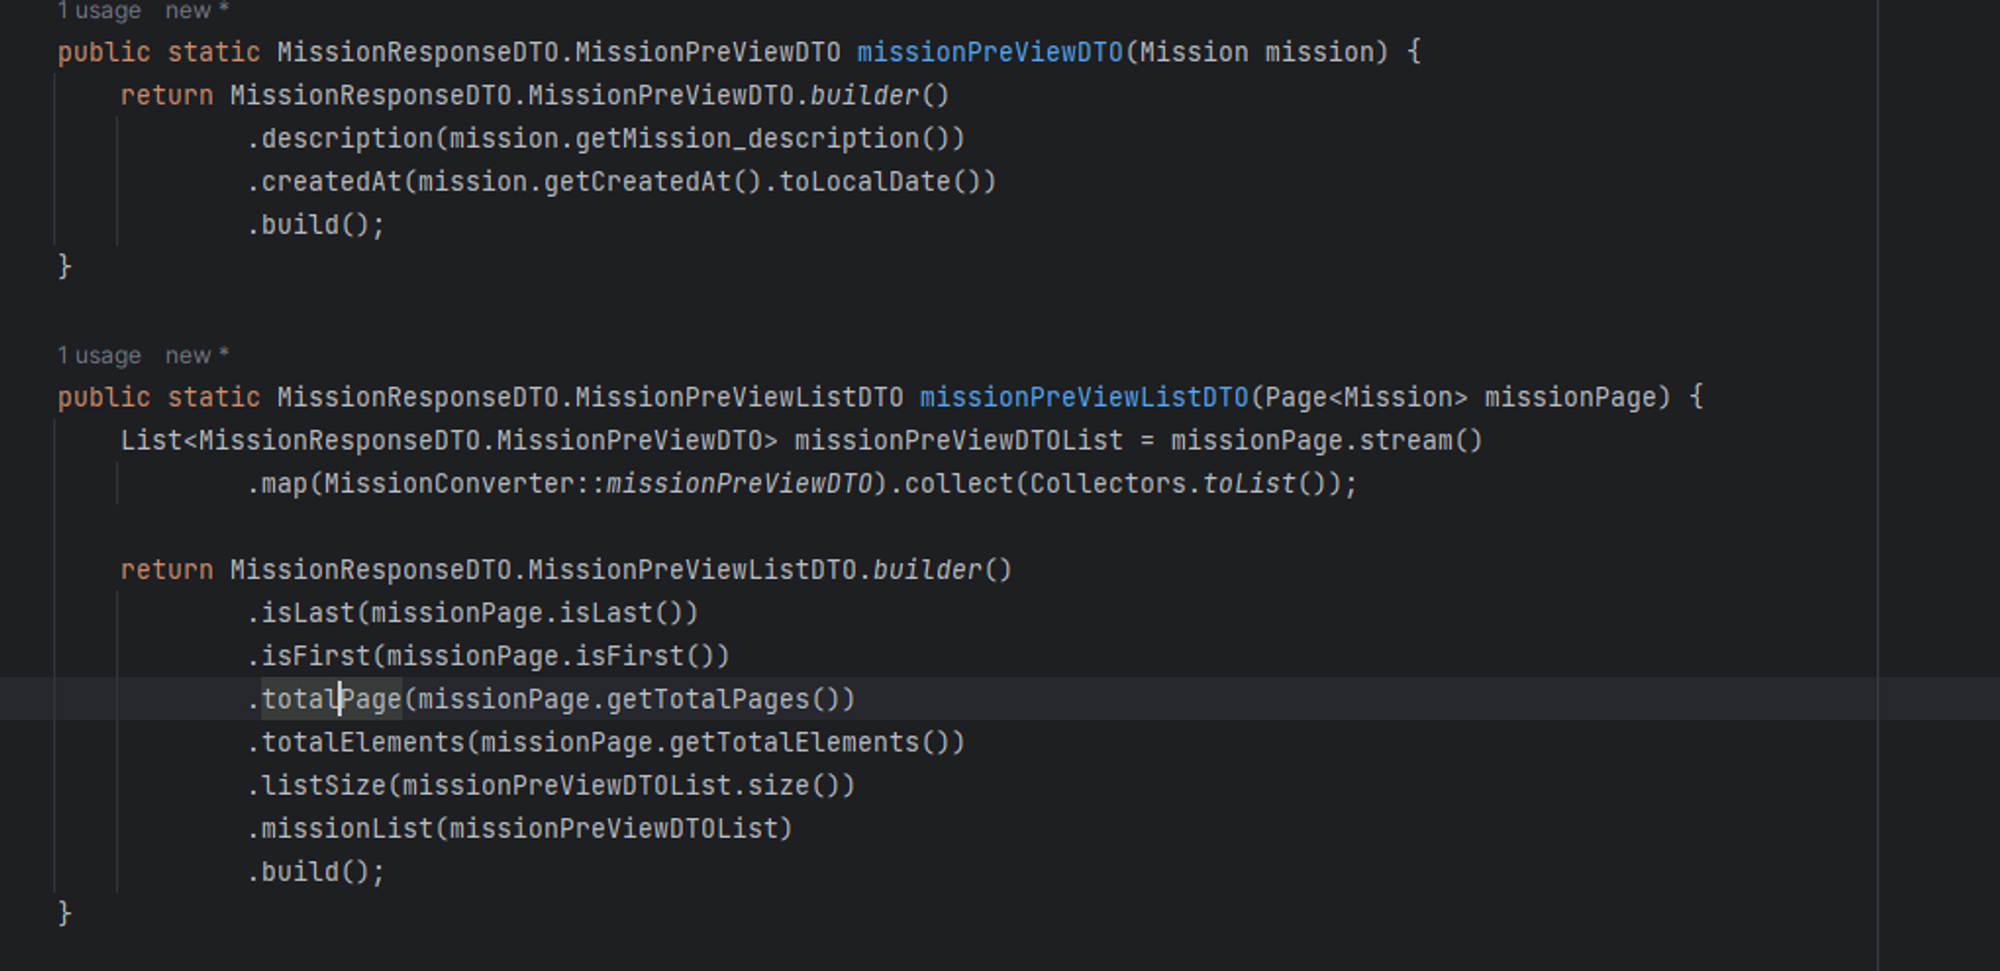 1 usage   new *
public static MissionResponseDTO.MissionPreViewDTO missionPreViewDTO(Mission mission) {
    return MissionResponseDTO.MissionPreViewDTO.builder()
            .description(mission.getMission_description())
            .createdAt(mission.getCreatedAt().toLocalDate())
            .build();
}
1 usage   new *
public static MissionResponseDTO.MissionPreViewListDTO missionPreViewListDTO(Page<Mission> missionPage) {
    List<MissionResponseDTO.MissionPreViewDTO> missionPreViewDTOList = missionPage.stream()
            .map(MissionConverter::missionPreViewDTO).collect(Collectors.toList());
    return MissionResponseDTO.MissionPreViewListDTO.builder()
            .isLast(missionPage.isLast())
            .isFirst(missionPage.isFirst())
            .totalPage(missionPage.getTotalPages())
            .totalElements(missionPage.getTotalElements())
            .listSize(missionPreViewDTOList.size())
            .missionList(missionPreViewDTOList)
            .build();
}